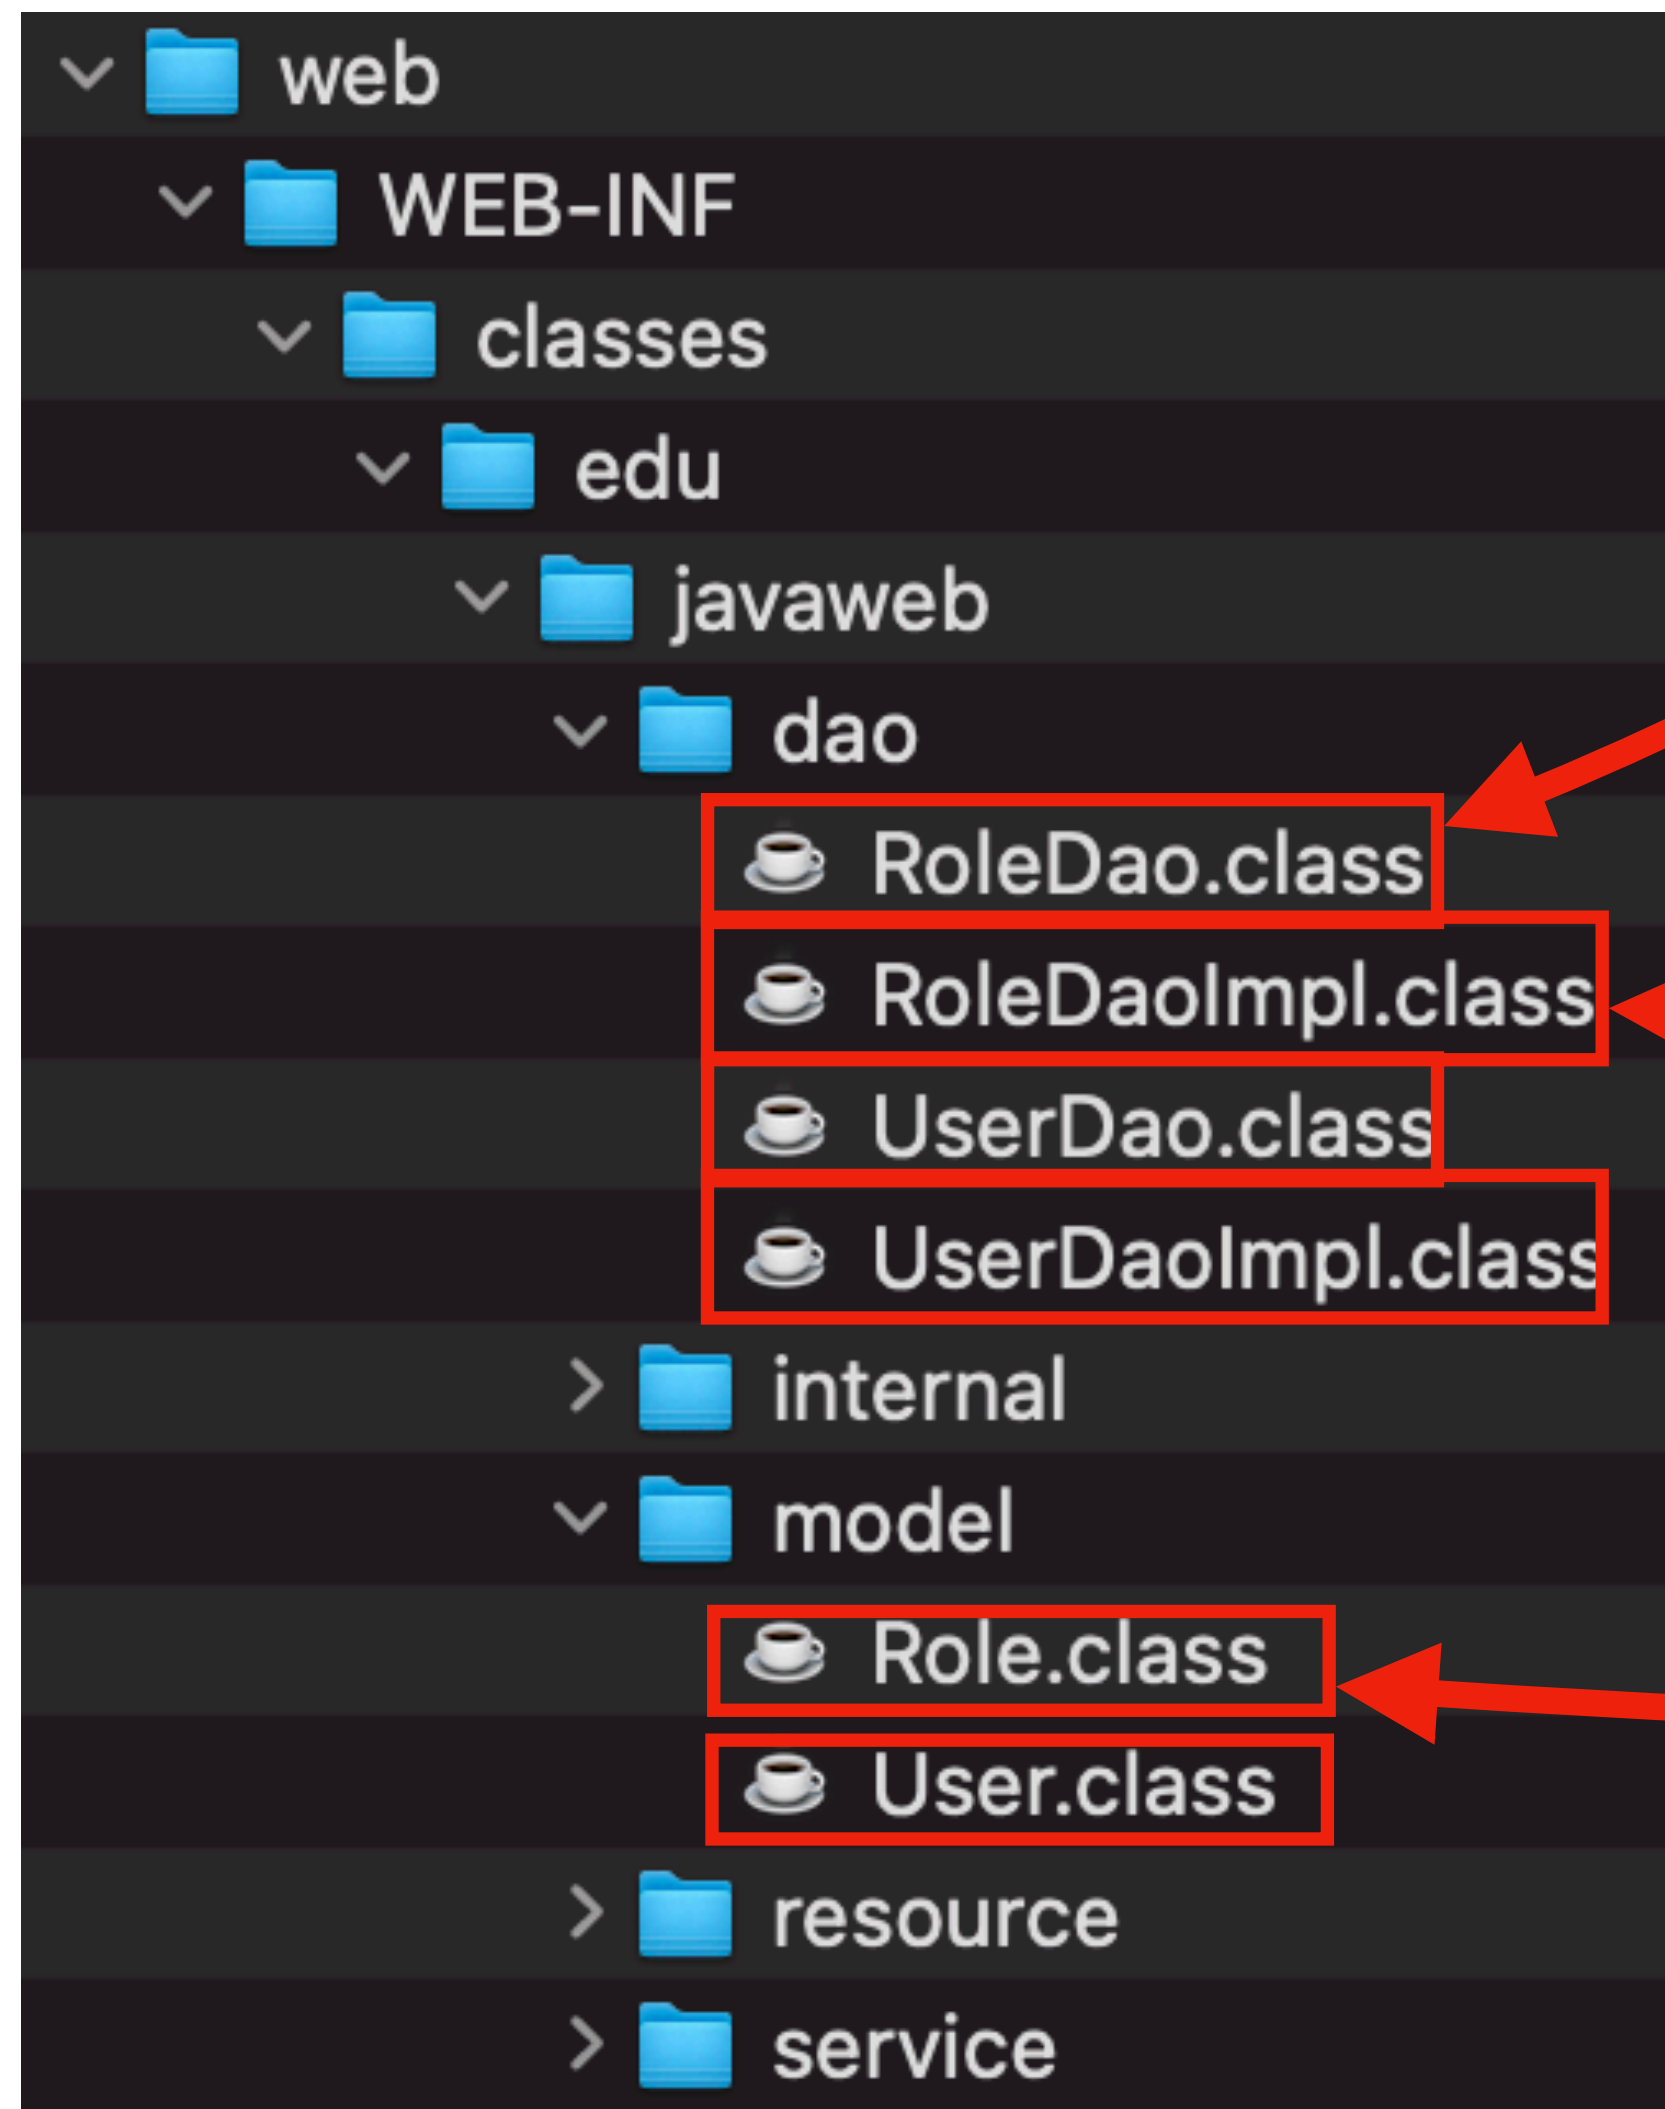 web
WEB-INF
classes
edu
javaweb
dao
RoleDao.class
RoleDaoImpl.class
UserDao.class
UserDaoImpl.class
internal
model
Role.class
User.class
resource
service